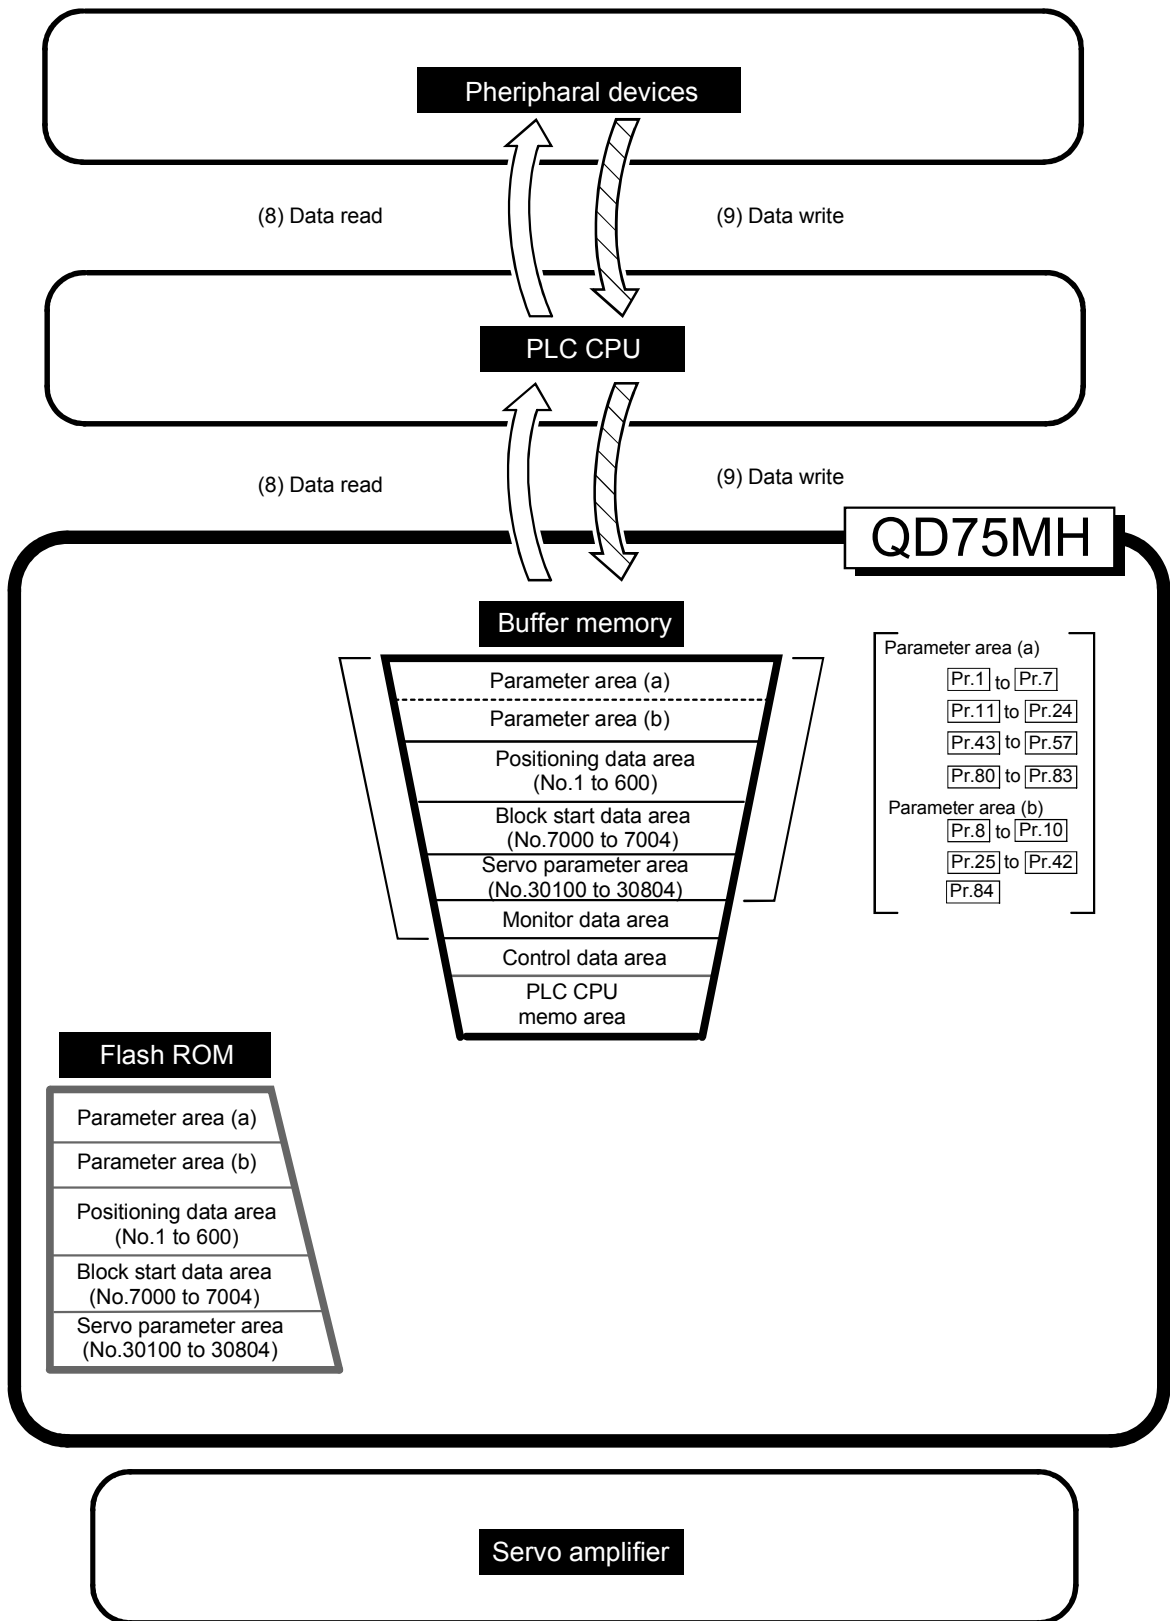 Pheripharal devices
(8) Data read
(9) Data write
PLC CPU
(8) Data read
(9) Data write
QD75MH
Buffer memory
Parameter area (a)
Parameter area (b)
Positioning data area
(No.1 to 600)
Block start data area
(No.7000 to 7004)
Servo parameter area
(No.30100 to 30804)
Monitor data area
Control data area
PLC CPU
memo area
Parameter area (a)
Pr.1 to Pr.7
Pr.11 to Pr.24
Pr.43 to Pr.57
Pr.80 to Pr.83
Parameter area (b)
Pr.8 to Pr.10
Pr.25 to Pr.42
Pr.84
Flash ROM
Parameter area (a)
Parameter area (b)
Positioning data area
(No.1 to 600)
Block start data area
(No.7000 to 7004)
Servo parameter area
(No.30100 to 30804)
Servo amplifier